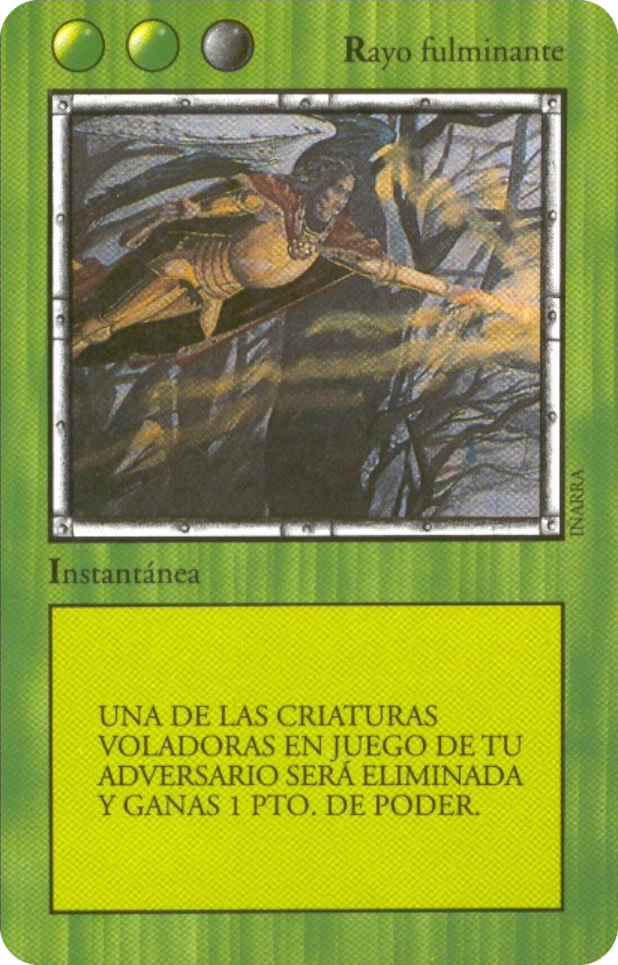 Rayo fulminante
IÑARRA
Instantánea
UNA DE LAS CRIATURAS
VOLADORAS EN JUEGO DE TU
ADVERSARIO SERÁ ELIMINADA
Y GANAS 1 PTO. DE PODER.